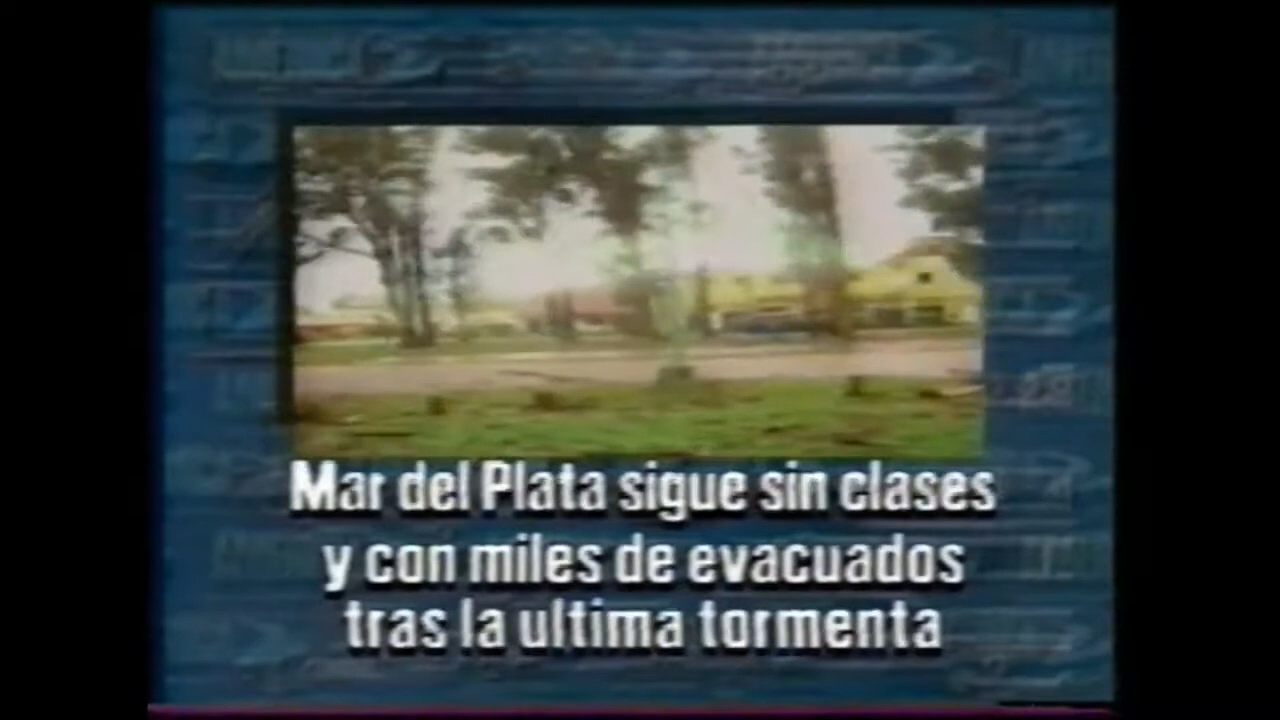 Mar del Plata sigue sin clases
y con miles de evacuados
tras la ultima tormenta